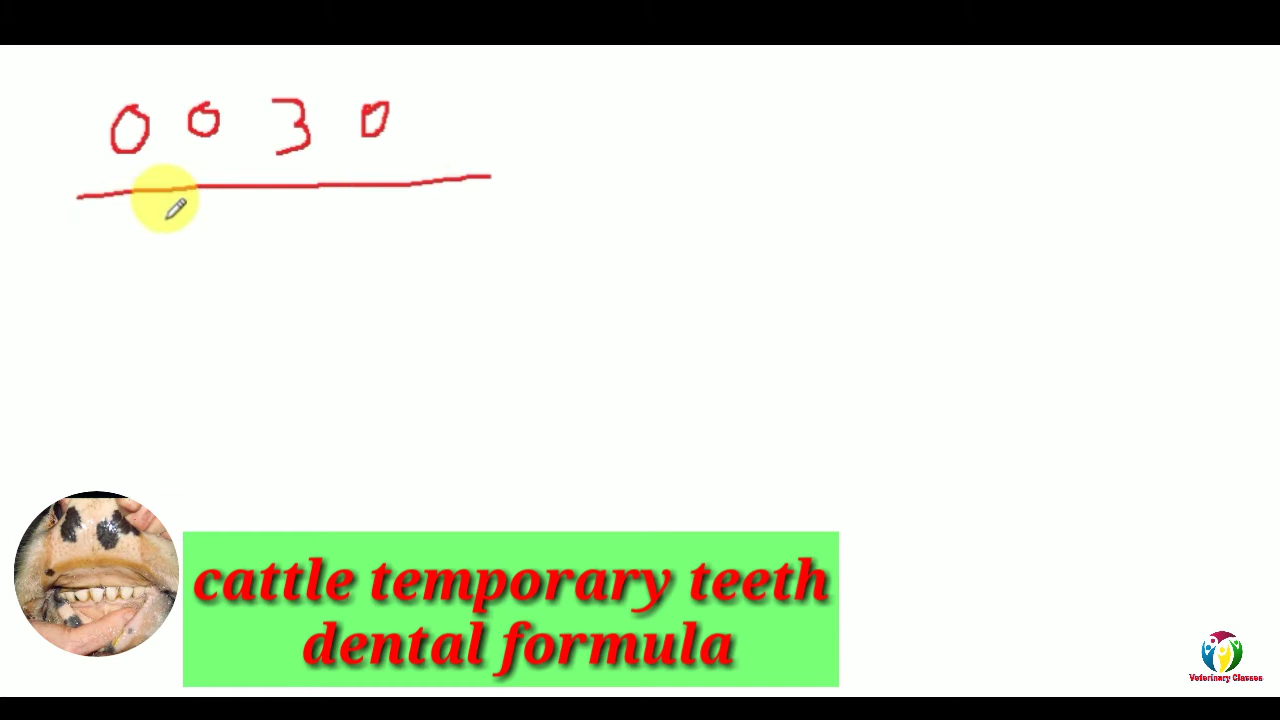 0 0 3 0
cattle temporary teeth
dental formula
Veterinary Classes